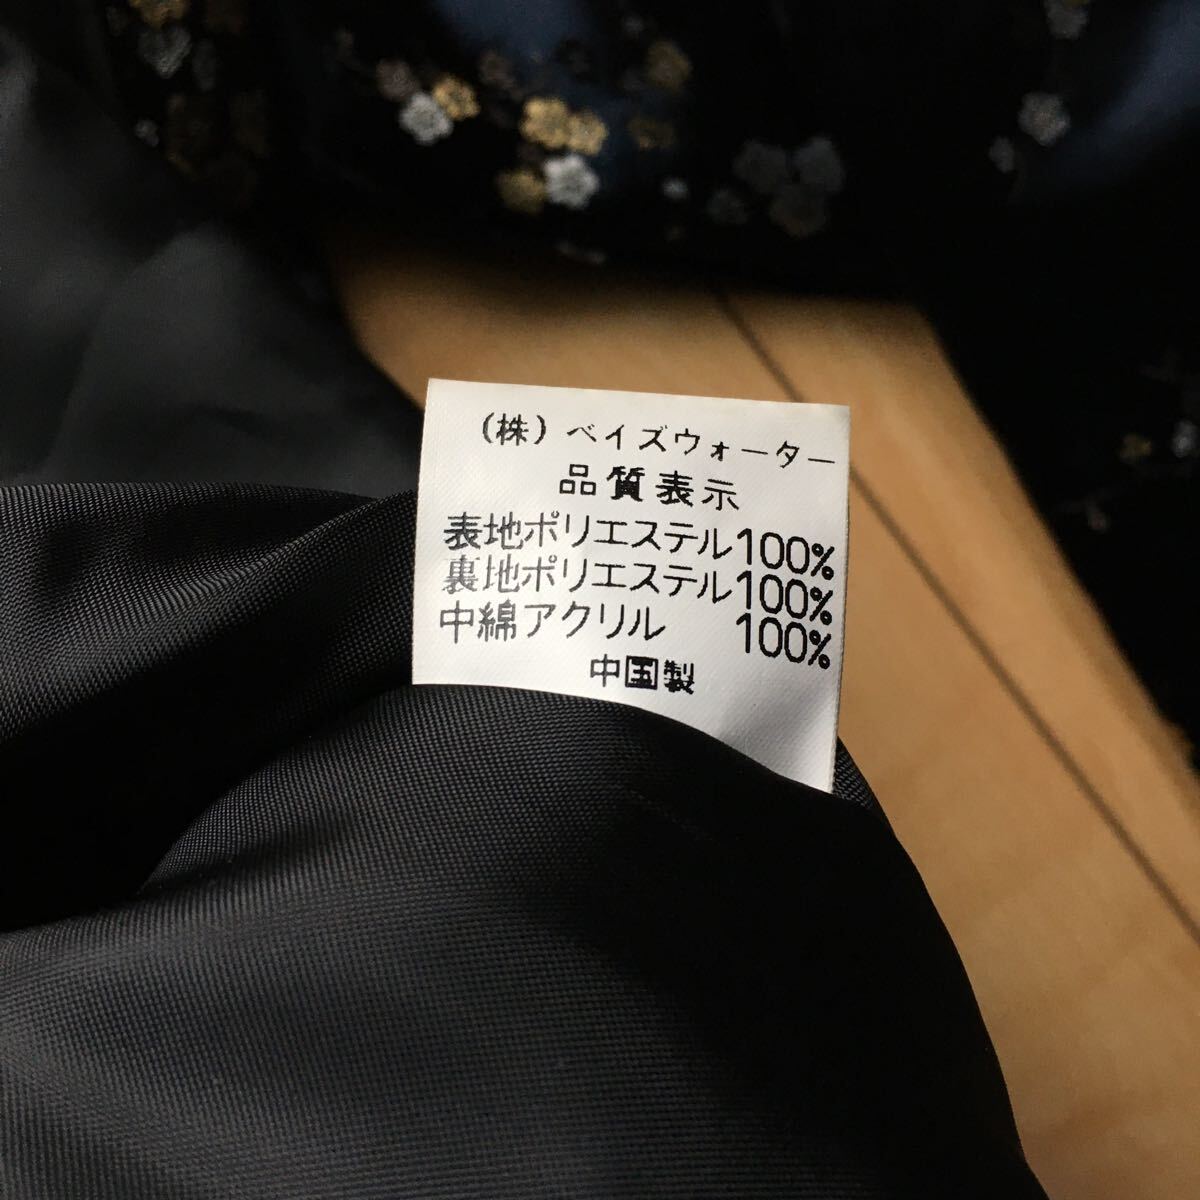 (株)ベイズウォーター
品質表示
表地ポリエステル100%
裏地ポリエステル100%
中綿アクリル 100%
中国製